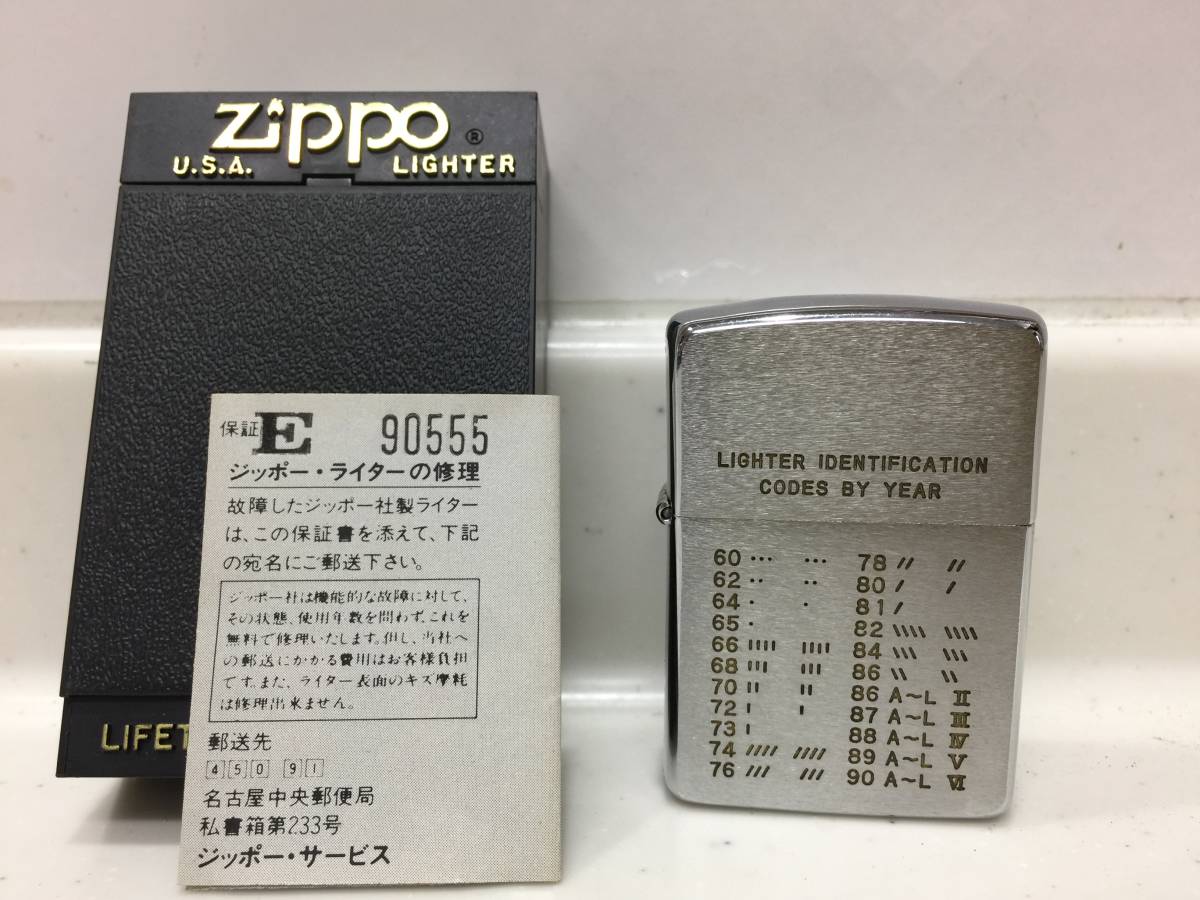 Zippo ®
U.S.A. LIGHTER
LIFET
保証 E 90555
ジッポー・ライターの修理
故障したジッポー社製ライター
は、この保証書を添えて、下記
の宛名にご郵送下さい。
ジッポー社は機能的な故障に対して、
その状態、使用年数を問わず、これを
無料で修理いたします。但し、当社へ
の郵送にかかる費用はお客様負担
です。また、ライター表面のキズ摩耗
は修理出来ません。
郵送先
450 91
名古屋中央郵便局
私書箱第233号
ジッポー・サービス
LIGHTER IDENTIFICATION
CODES BY YEAR
60 ••• •••
62 •• ••
64 • •
65 •
66 |||| ||||
68 ||| |||
70 || ||
72 | |
73 |
74 //// ////
76 /// ///
78 // //
80 / /
81 /
82 \\\\ \\\\
84 \\\ \\\
86 \\ \\
86 A~L II
87 A~L III
88 A~L IV
89 A~L V
90 A~L VI